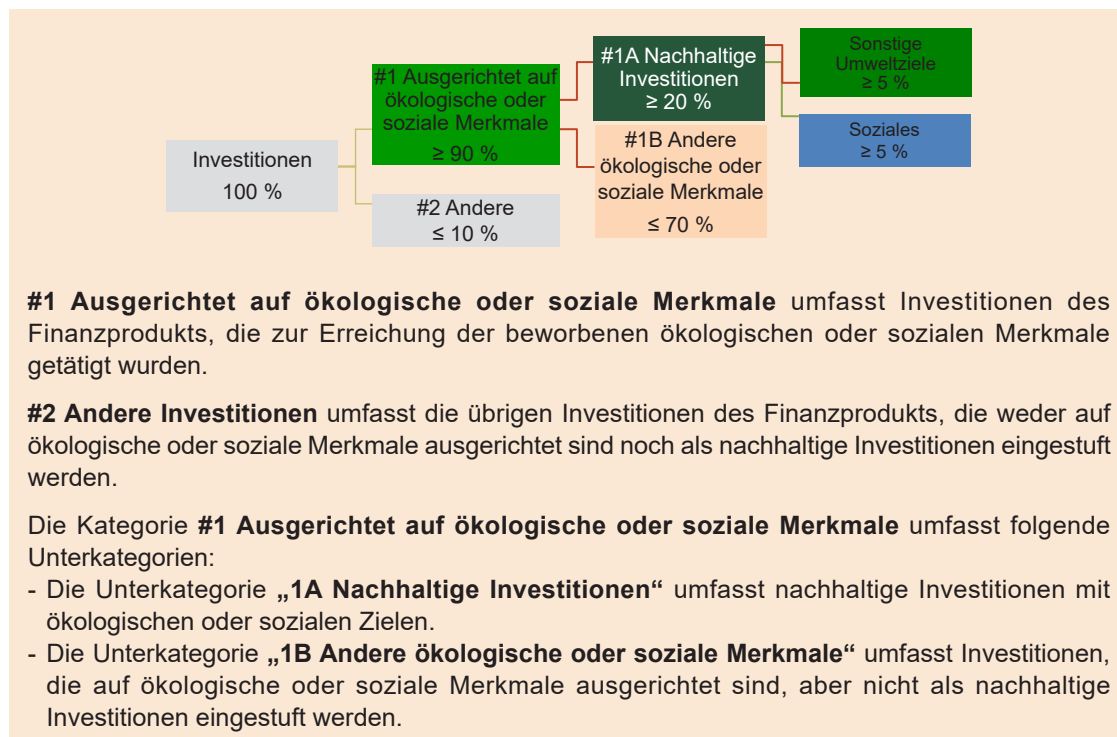 Investitionen
100 %
#1 Ausgerichtet auf
ökologische oder
soziale Merkmale
≥ 90 %
#2 Andere
≤ 10 %
#1A Nachhaltige
Investitionen
≥ 20 %
#1B Andere
ökologische oder
soziale Merkmale
≤ 70 %
Sonstige
Umweltziele
≥ 5 %
Soziales
≥ 5 %
#1 Ausgerichtet auf ökologische oder soziale Merkmale umfasst Investitionen des
Finanzprodukts, die zur Erreichung der beworbenen ökologischen oder sozialen Merkmale
getätigt wurden.
#2 Andere Investitionen umfasst die übrigen Investitionen des Finanzprodukts, die weder auf
ökologische oder soziale Merkmale ausgerichtet sind noch als nachhaltige Investitionen eingestuft
werden.
Die Kategorie #1 Ausgerichtet auf ökologische oder soziale Merkmale umfasst folgende
Unterkategorien:
- Die Unterkategorie „1A Nachhaltige Investitionen“ umfasst nachhaltige Investitionen mit
ökologischen oder sozialen Zielen.
- Die Unterkategorie „1B Andere ökologische oder soziale Merkmale“ umfasst Investitionen,
die auf ökologische oder soziale Merkmale ausgerichtet sind, aber nicht als nachhaltige
Investitionen eingestuft werden.